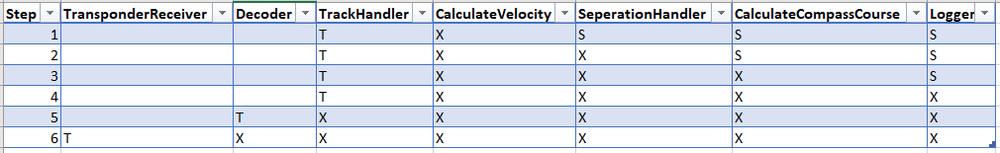 Step TransponderReceiver Decoder TrackHandler CalculateVelocity SeperationHandler CalculateCompassCourse Logger
1 T X S S S
2 T X X S S
3 T X X X S
4 T X X X X
5 T X X X X X
6 T X X X X X X